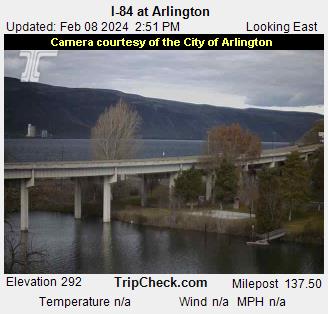 I-84 at Arlington
Updated: Feb 08 2024 2:51 PM Looking East
Camera courtesy of the City of Arlington
Elevation 292 TripCheck.com Milepost 137.50
Temperature n/a Wind n/a MPH n/a